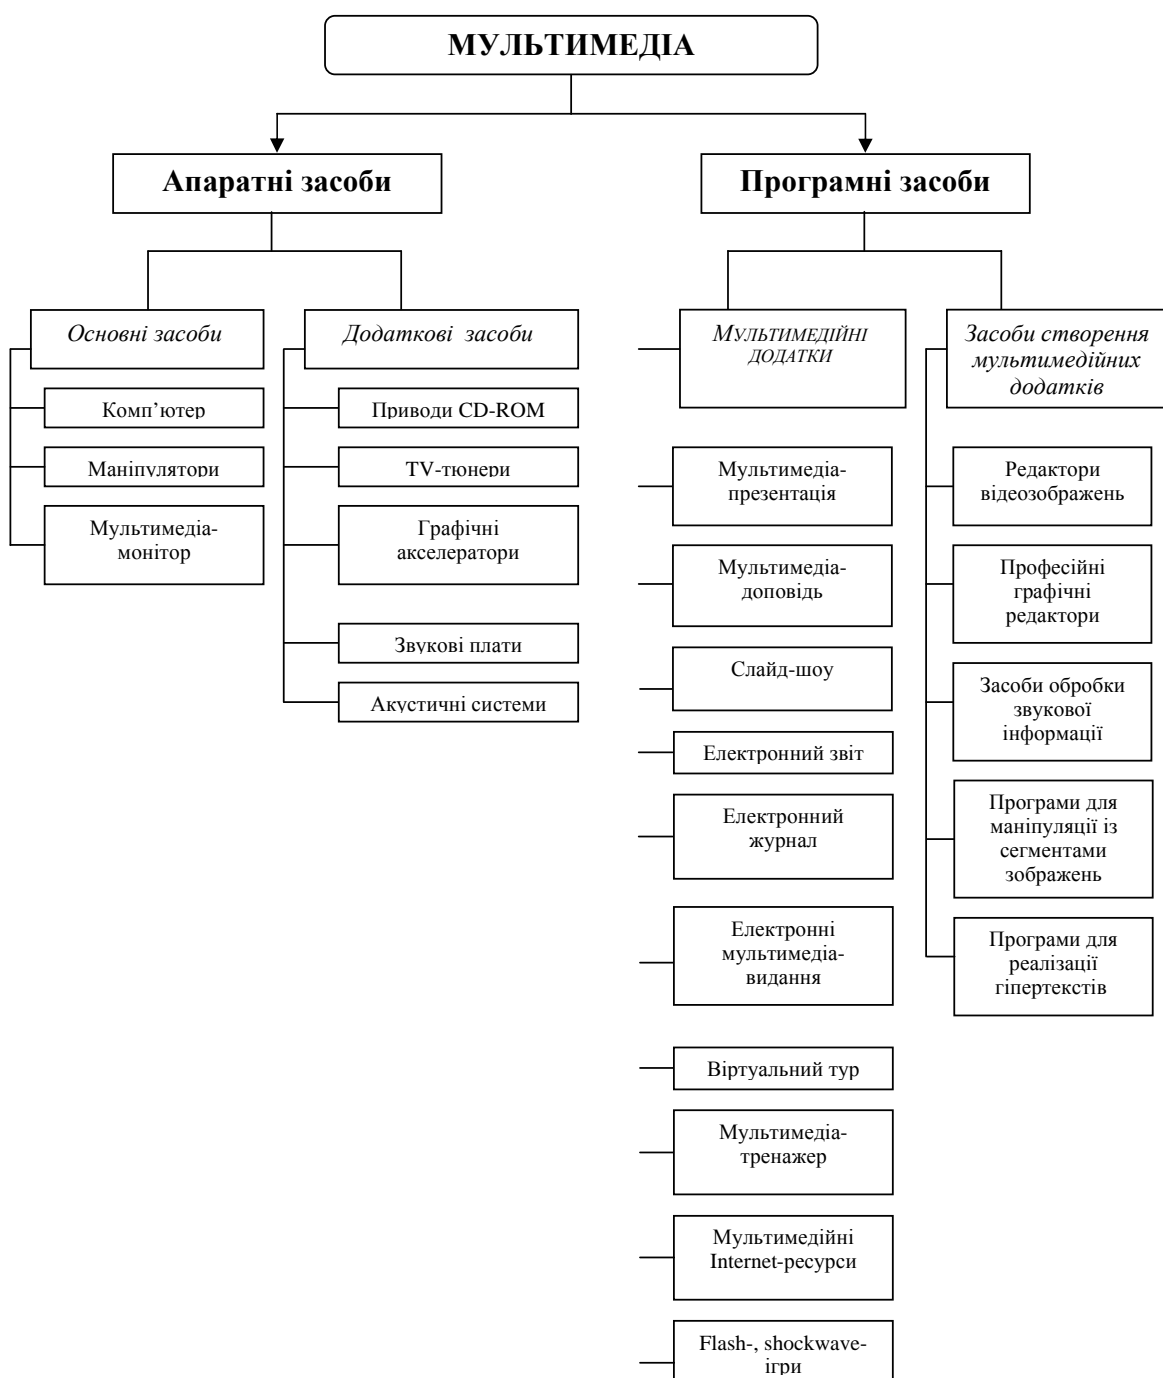 МУЛЬТИМЕДІА
Апаратні засоби
Програмні засоби
Основні засоби
Комп’ютер
Маніпулятори
Мультимедіа-
монітор
Додаткові засоби
Приводи CD-ROM
TV-тюнери
Графічні
акселератори
Звукові плати
Акустичні системи
МУЛЬТИМЕДІЙНІ
ДОДАТКИ
Мультимедіа-
презентація
Мультимедіа-
доповідь
Слайд-шоу
Електронний звіт
Електронний
журнал
Електронні
мультимедіа-
видання
Віртуальний тур
Мультимедіа-
тренажер
Мультимедійні
Internet-ресурси
Flash-, shockwave-
ігри
Засоби створення
мультимедійних
додатків
Редактори
відеозображень
Професійні
графічні
редактори
Засоби обробки
звукової
інформації
Програми для
маніпуляції із
сегментами
зображень
Програми для
реалізації
гіпертекстів